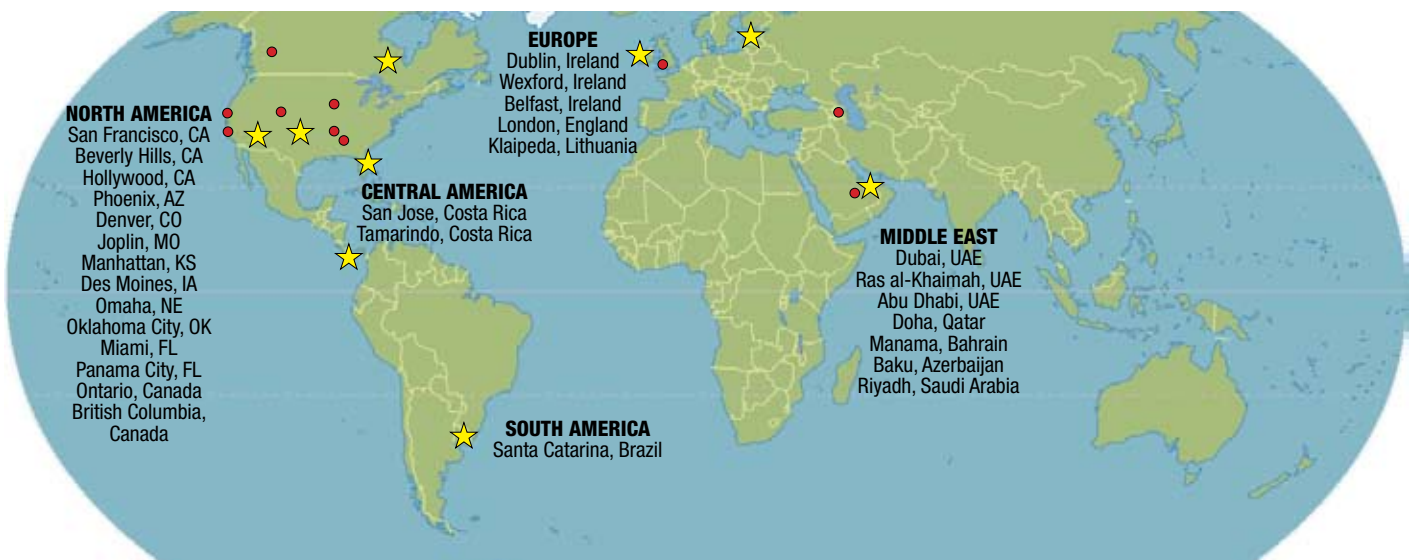 NORTH AMERICA
San Francisco, CA
Beverly Hills, CA
Hollywood, CA
Phoenix, AZ
Denver, CO
Joplin, MO
Manhattan, KS
Des Moines, IA
Omaha, NE
Oklahoma City, OK
Miami, FL
Panama City, FL
Ontario, Canada
British Columbia,
Canada
CENTRAL AMERICA
San Jose, Costa Rica
Tamarindo, Costa Rica
SOUTH AMERICA
Santa Catarina, Brazil
EUROPE
Dublin, Ireland
Wexford, Ireland
Belfast, Ireland
London, England
Klaipeda, Lithuania
MIDDLE EAST
Dubai, UAE
Ras al-Khaimah, UAE
Abu Dhabi, UAE
Doha, Qatar
Manama, Bahrain
Baku, Azerbaijan
Riyadh, Saudi Arabia